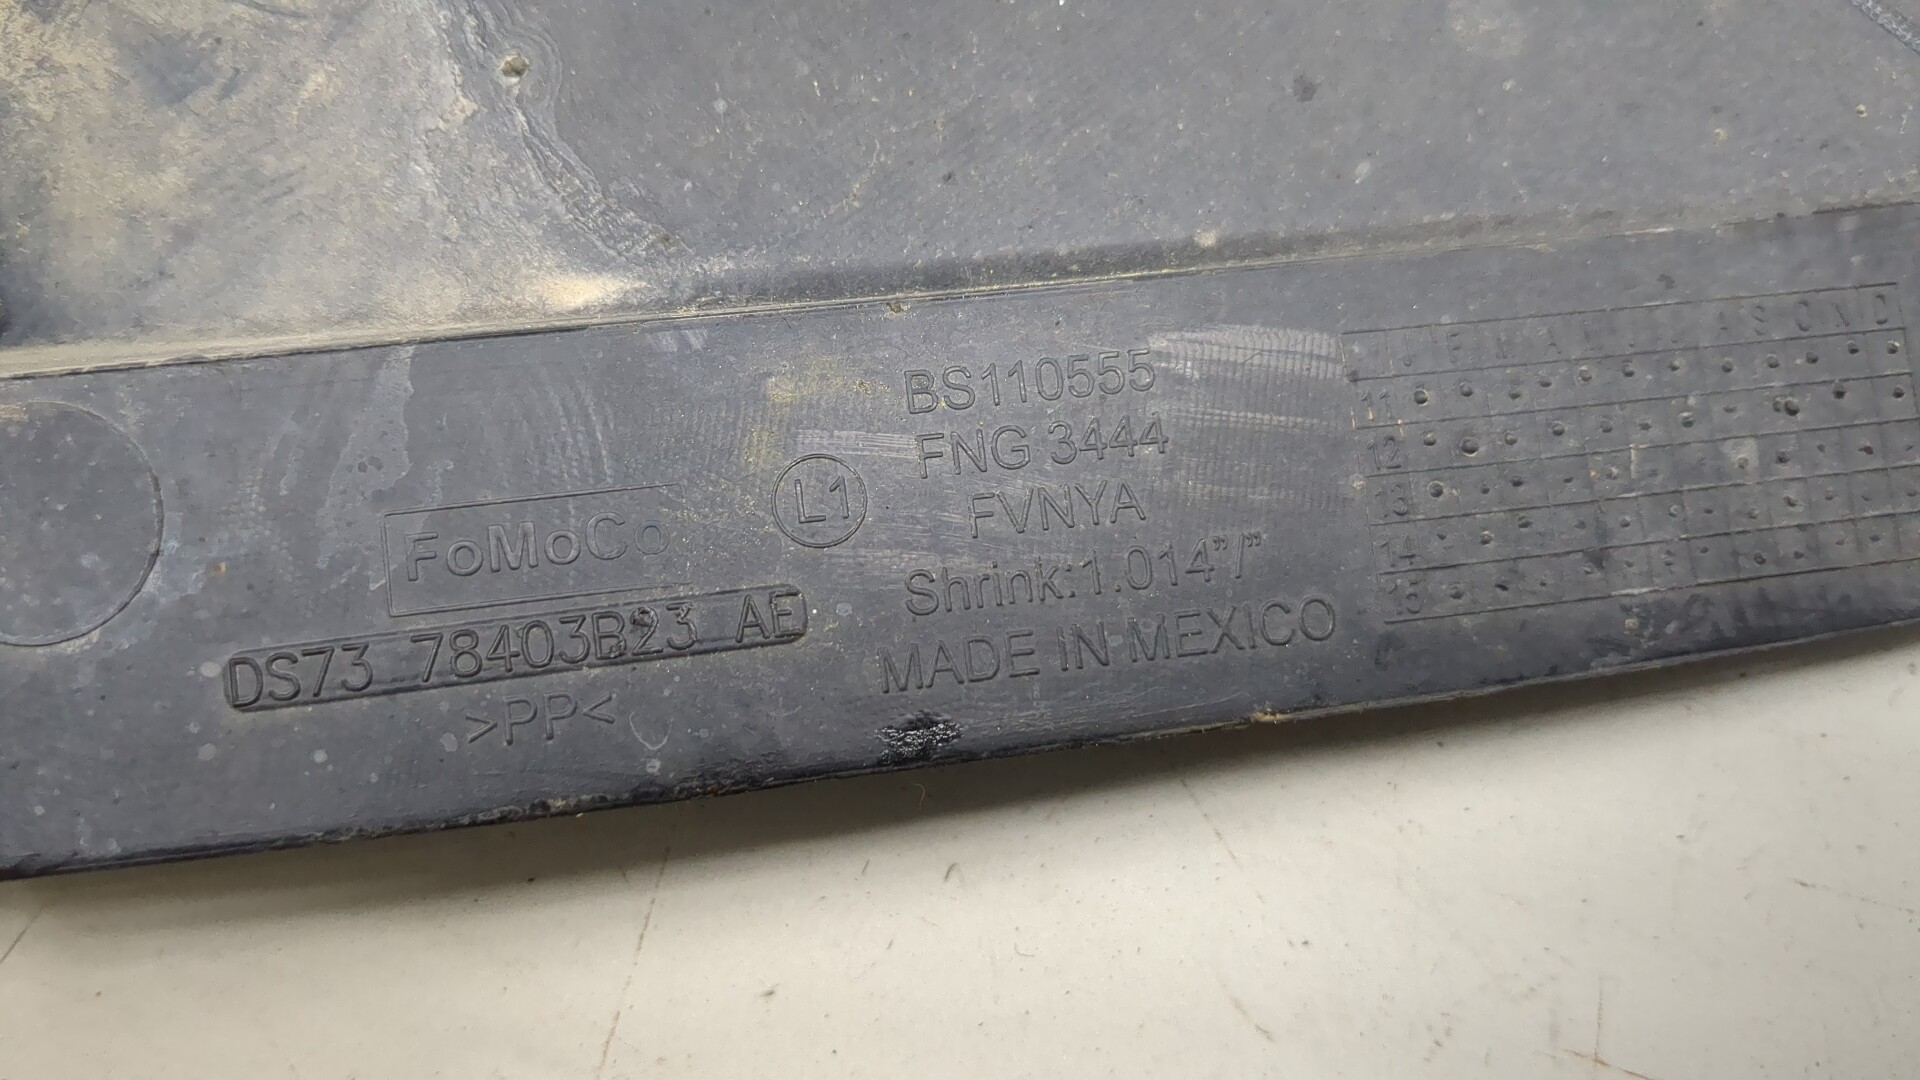 BS110555
FNG 3444
FVNYA
Shrink:1.014”/”
MADE IN MEXICO
L1
FoMoCo
DS73 78403B23 AE
>PP<
J F M A M J J A S O N D
11
12
13
14
15